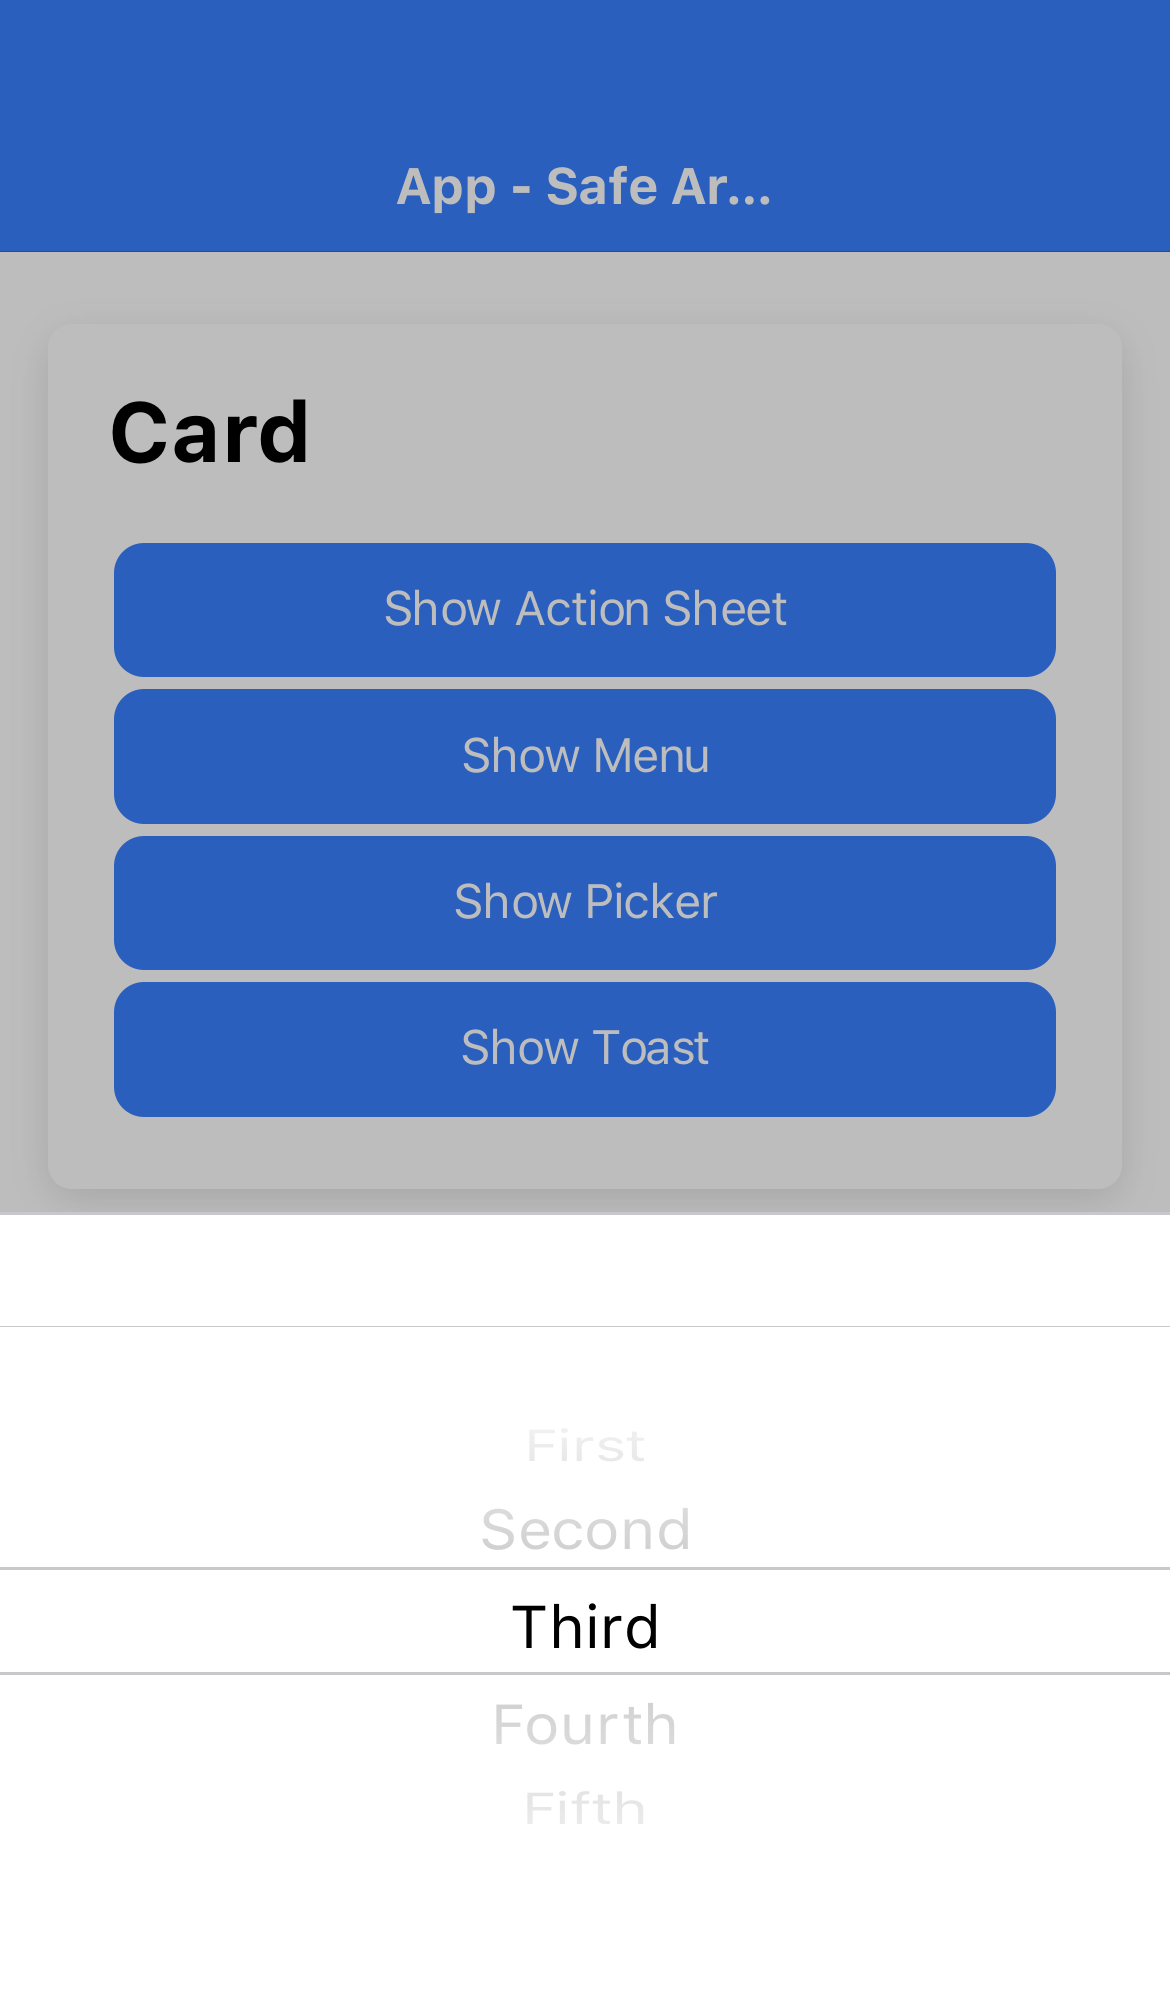 App - Safe Ar...
Card
Show Action Sheet
Show Menu
Show Picker
Show Toast
First
Second
Third
Fourth
Fifth